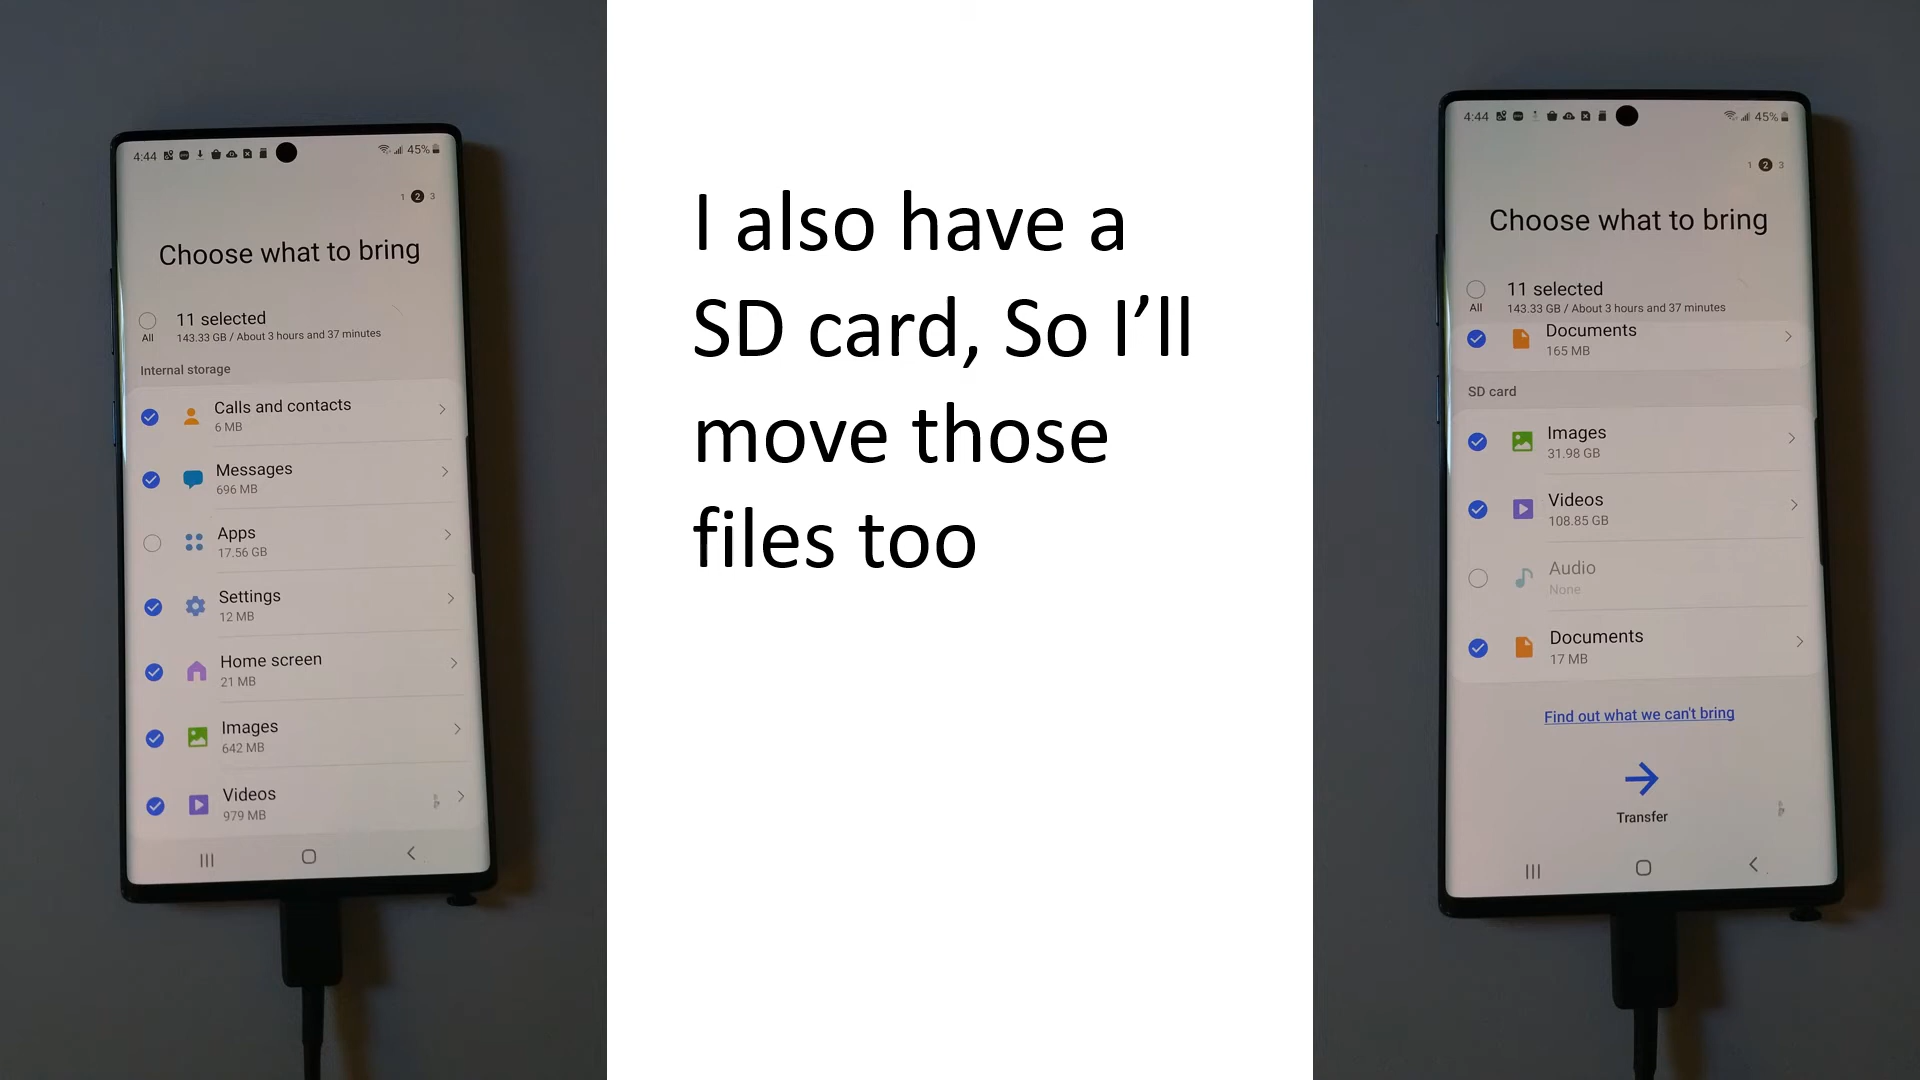 4:44
45%
1 2 3
Choose what to bring
All
11 selected
143.33 GB / About 3 hours and 37 minutes
Internal storage
Calls and contacts
6 MB
Messages
696 MB
Apps
17.56 GB
Settings
12 MB
Home screen
21 MB
Images
642 MB
Videos
979 MB
I also have a
SD card, So I’ll
move those
files too
4:44
45%
1 2 3
Choose what to bring
All
11 selected
143.33 GB / About 3 hours and 37 minutes
Documents
165 MB
SD card
Images
31.98 GB
Videos
108.85 GB
Audio
None
Documents
17 MB
Find out what we can't bring
Transfer